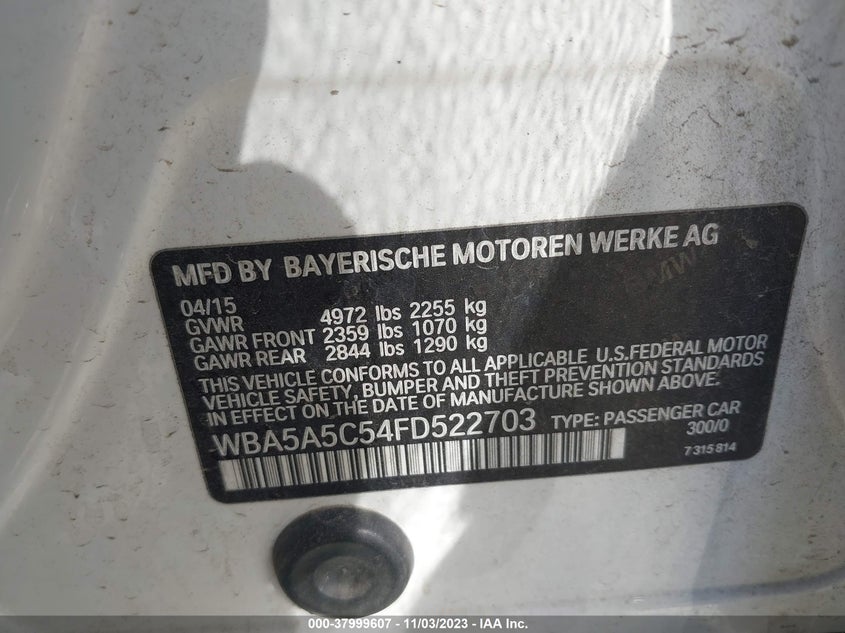 MFD BY BAYERISCHE MOTOREN WERKE AG
BMW
04/15
GVWR 4972 lbs 2255 kg
GAWR FRONT 2359 lbs 1070 kg
GAWR REAR 2844 lbs 1290 kg
THIS VEHICLE CONFORMS TO ALL APPLICABLE U.S.FEDERAL MOTOR
VEHICLE SAFETY, BUMPER AND THEFT PREVENTION STANDARDS
IN EFFECT ON THE DATE OF MANUFACTURE SHOWN ABOVE.
WBA5A5C54FD522703 TYPE: PASSENGER CAR
300/0
7 315 814
000-37999607 - 11/03/2023 - IAA Inc.